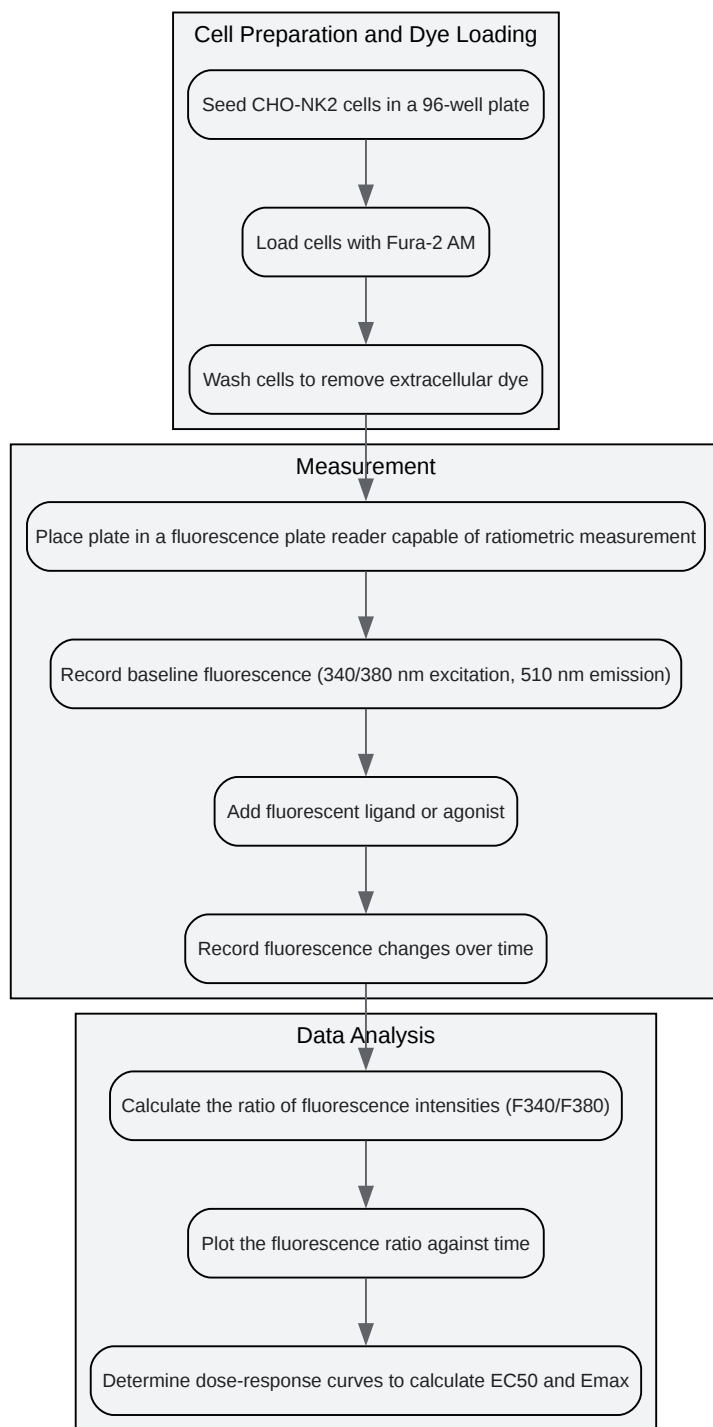 Cell Preparation and Dye Loading
Seed CHO-NK2 cells in a 96-well plate
Load cells with Fura-2 AM
Wash cells to remove extracellular dye
Measurement
Place plate in a fluorescence plate reader capable of ratiometric measurement
Record baseline fluorescence (340/380 nm excitation, 510 nm emission)
Add fluorescent ligand or agonist
Record fluorescence changes over time
Data Analysis
Calculate the ratio of fluorescence intensities (F340/F380)
Plot the fluorescence ratio against time
Determine dose-response curves to calculate EC50 and Emax